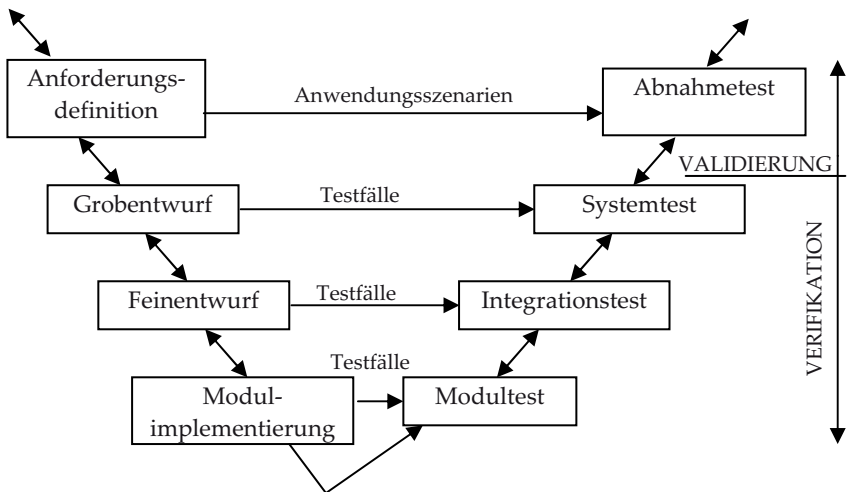 Anforderungs-
definition
Anwendungsszenarien
Abnahmetest
VALIDIERUNG
Grobentwurf
Testfälle
Systemtest
VERIFIKATION
Feinentwurf
Testfälle
Integrationstest
Testfälle
Modul-
implementierung
Modultest